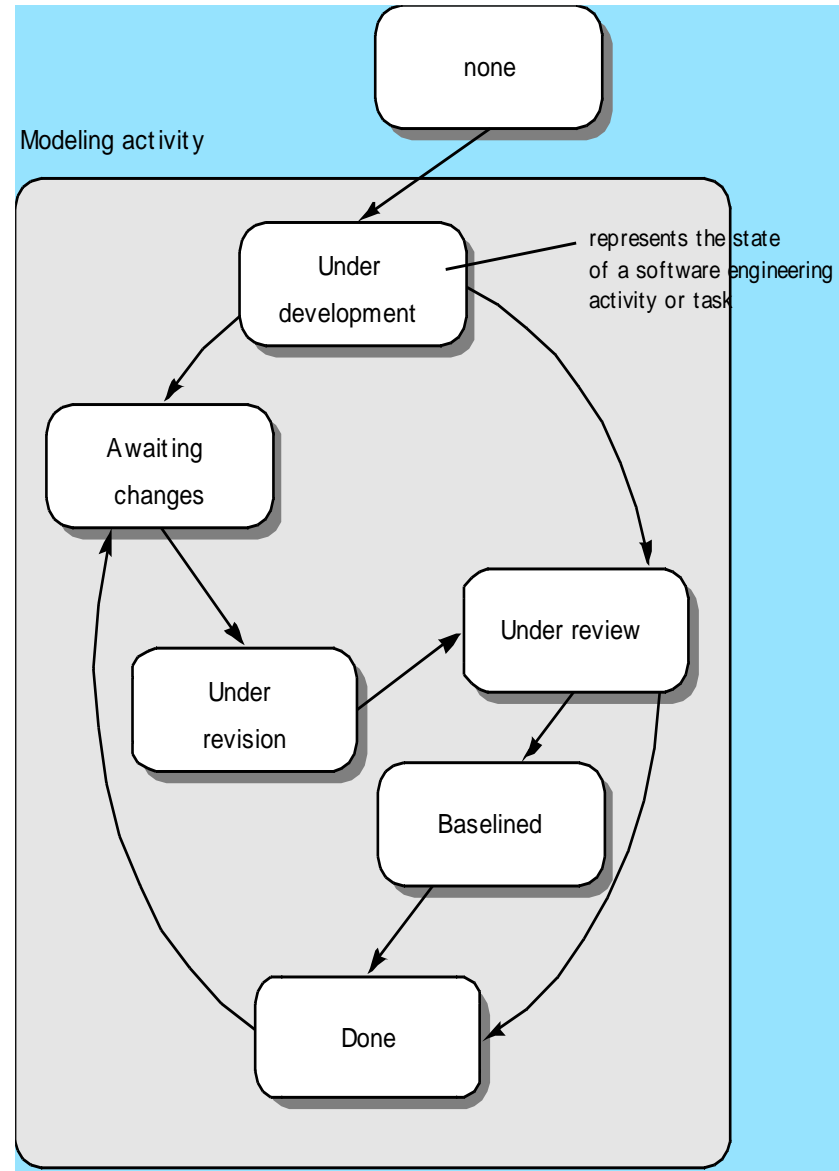 none
Modeling activity
represents the state
of a software engineering
activity or task
Under
development
Awaiting
changes
Under review
Under
revision
Baselined
Done